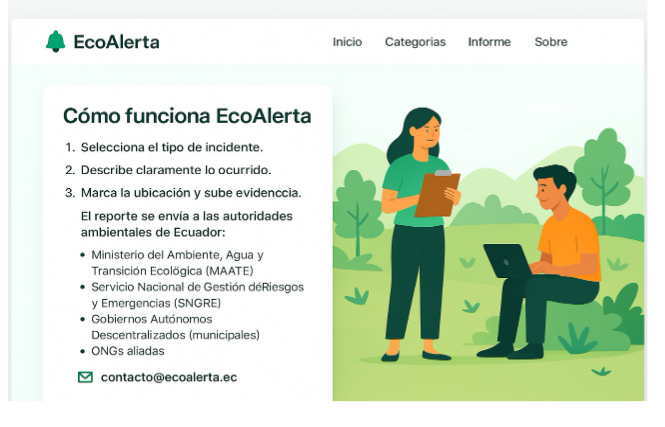 EcoAlerta
Inicio Categorias Informe Sobre
Cómo funciona EcoAlerta
1. Selecciona el tipo de incidente.
2. Describe claramente lo ocurrido.
3. Marca la ubicación y sube evidenccia.
El reporte se envía a las autoridades
ambientales de Ecuador:
• Ministerio del Ambiente, Agua y
Transición Ecológica (MAATE)
• Servicio Nacional de Gestión déRiesgos
y Emergencias (SNGRE)
• Gobiernos Autónomos
Descentralizados (municipales)
• ONGs aliadas
contacto@ecoalerta.ec